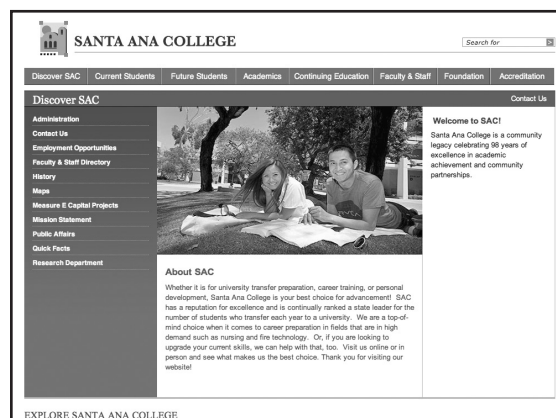 SANTA ANA COLLEGE
Search for
Discover SAC Current Students Future Students Academics Continuing Education Faculty & Staff Foundation Accreditation
Discover SAC
Contact Us
Administration
Contact Us
Employment Opportunities
Faculty & Staff Directory
History
Maps
Measure E Capital Projects
Mission Statement
Public Affairs
Quick Facts
Research Department
Welcome to SAC!
Santa Ana College is a community
legacy celebrating 98 years of
excellence in academic
achievement and community
partnerships.
About SAC
Whether it is for university transfer preparation, career training, or personal
development, Santa Ana College is your best choice for advancement! SAC
has a reputation for excellence and is continually ranked a state leader for the
number of students who transfer each year to a university. We are a top-of-
mind choice when it comes to career preparation in fields that are in high
demand such as nursing and fire technology. Or, if you are looking to
upgrade your current skills, we can help with that, too. Visit us online or in
person and see what makes us the best choice. Thank you for visiting our
website!
EXPLORE SANTA ANA COLLEGE